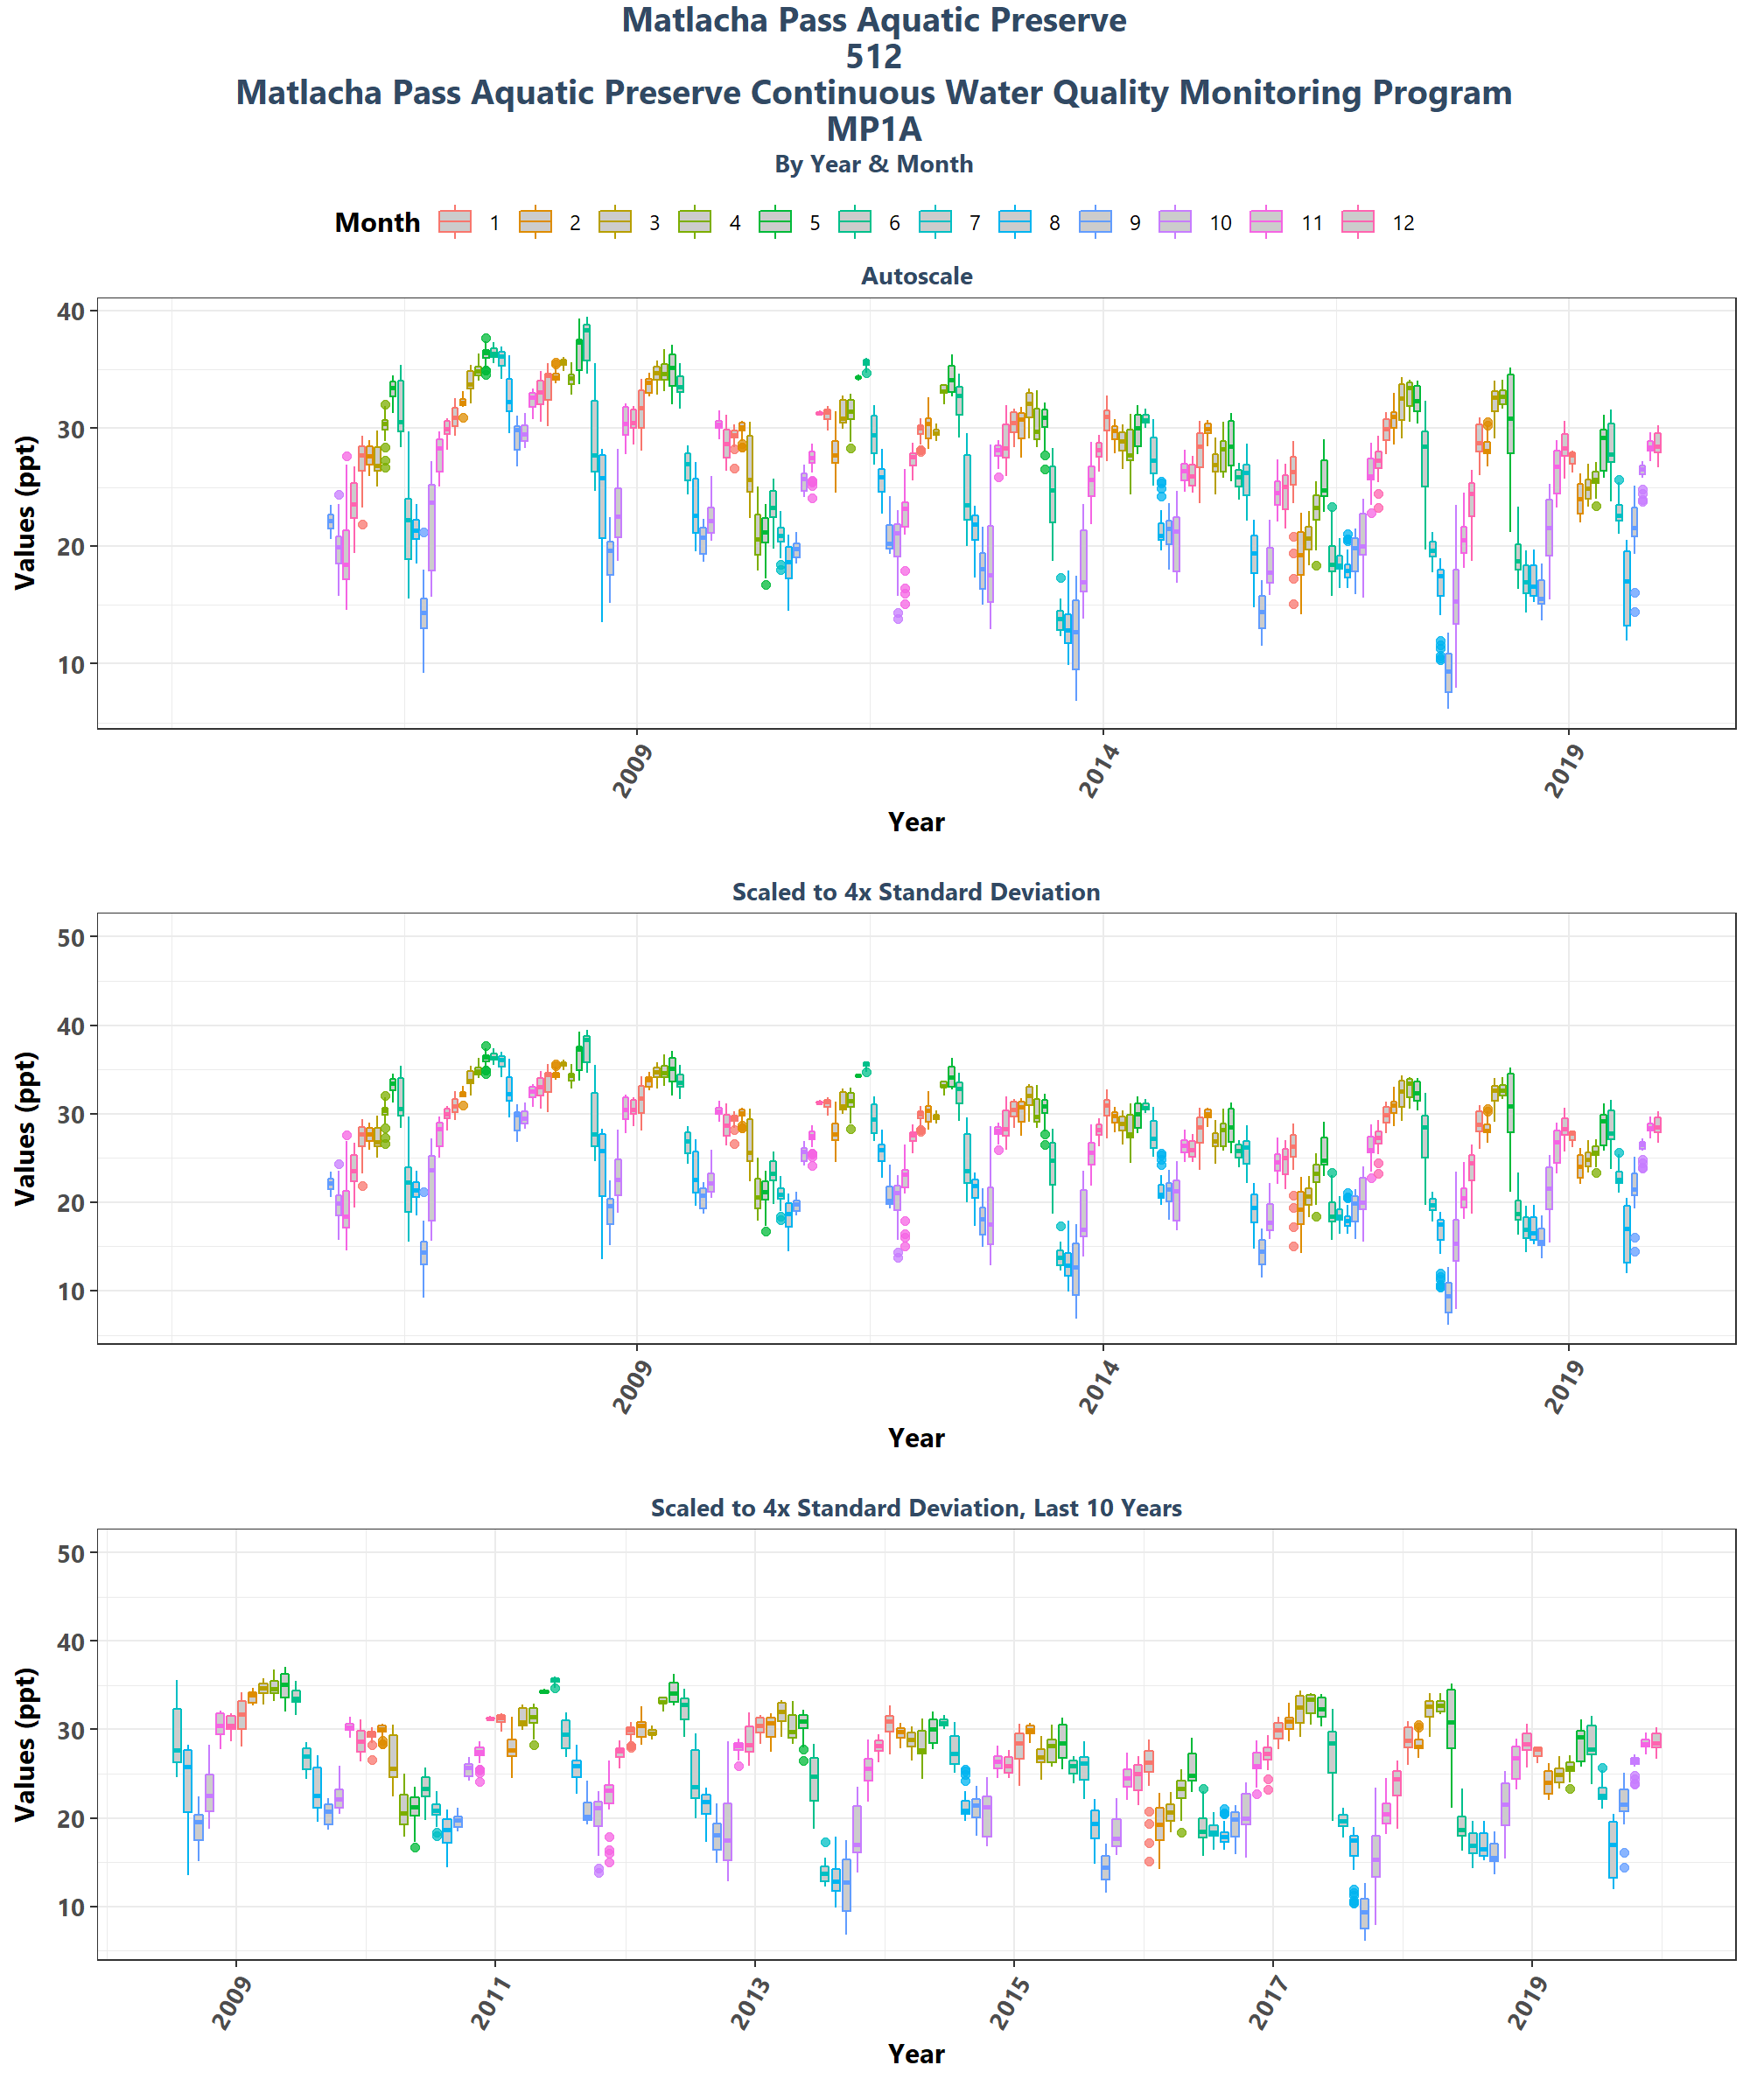 Matlacha Pass Aquatic Preserve
512
Matlacha Pass Aquatic Preserve Continuous Water Quality Monitoring Program
MP1A
By Year & Month
Month 1 2 3 4 5 6 7 8 9 10 11 12
Autoscale
Values (ppt)
40
30
20
10
2009 2014 2019
Year
Scaled to 4x Standard Deviation
Values (ppt)
50
40
30
20
10
2009 2014 2019
Year
Scaled to 4x Standard Deviation, Last 10 Years
Values (ppt)
50
40
30
20
10
2009 2011 2013 2015 2017 2019
Year